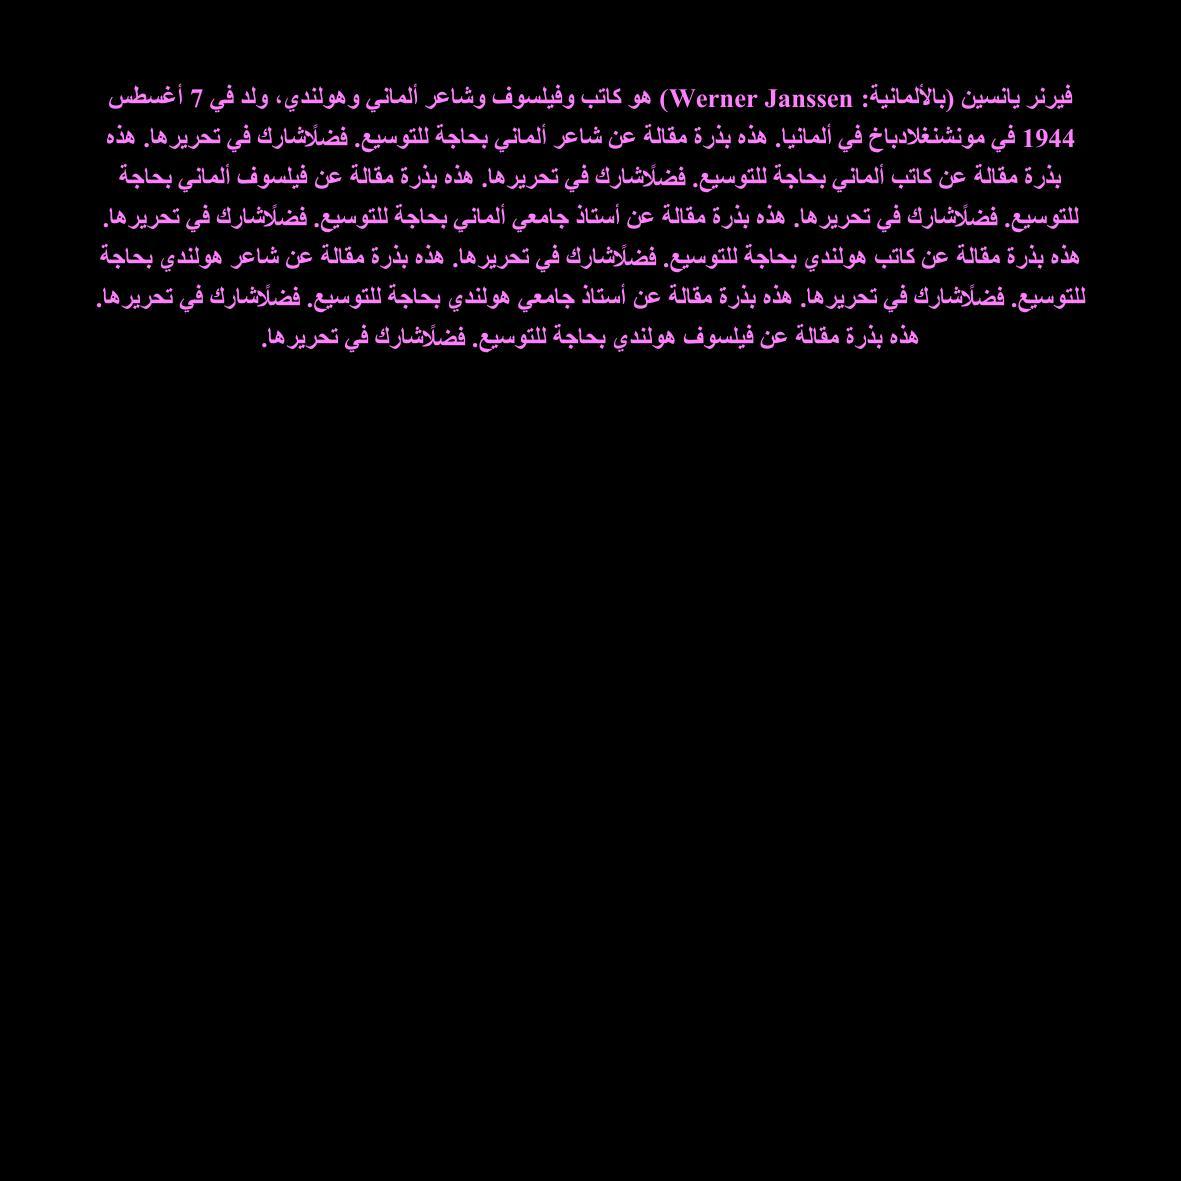 فيرنر يانسين (بالألمانية: Werner Janssen) هو كاتب وفيلسوف وشاعر ألماني وهولندي، ولد في 7 أغسطس
1944 في مونشنغلادباخ في ألمانيا. هذه بذرة مقالة عن شاعر ألماني بحاجة للتوسيع. فضلًاشارك في تحريرها. هذه
بذرة مقالة عن كاتب ألماني بحاجة للتوسيع. فضلًاشارك في تحريرها. هذه بذرة مقالة عن فيلسوف ألماني بحاجة
للتوسيع. فضلًاشارك في تحريرها. هذه بذرة مقالة عن أستاذ جامعي ألماني بحاجة للتوسيع. فضلًاشارك في تحريرها.
هذه بذرة مقالة عن كاتب هولندي بحاجة للتوسيع. فضلًاشارك في تحريرها. هذه بذرة مقالة عن شاعر هولندي بحاجة
للتوسيع. فضلًاشارك في تحريرها. هذه بذرة مقالة عن أستاذ جامعي هولندي بحاجة للتوسيع. فضلًاشارك في تحريرها.
هذه بذرة مقالة عن فيلسوف هولندي بحاجة للتوسيع. فضلًاشارك في تحريرها.